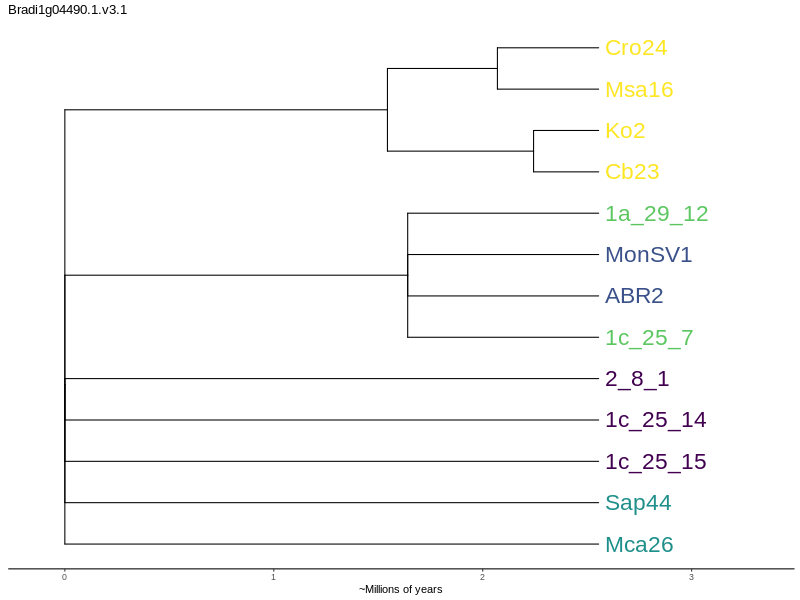 Bradi1g04490.1.v3.1
Cro24
Msa16
Ko2
Cb23
1a_29_12
MonSV1
ABR2
1c_25_7
2_8_1
1c_25_14
1c_25_15
Sap44
Mca26
0 1 2 3
~Millions of years